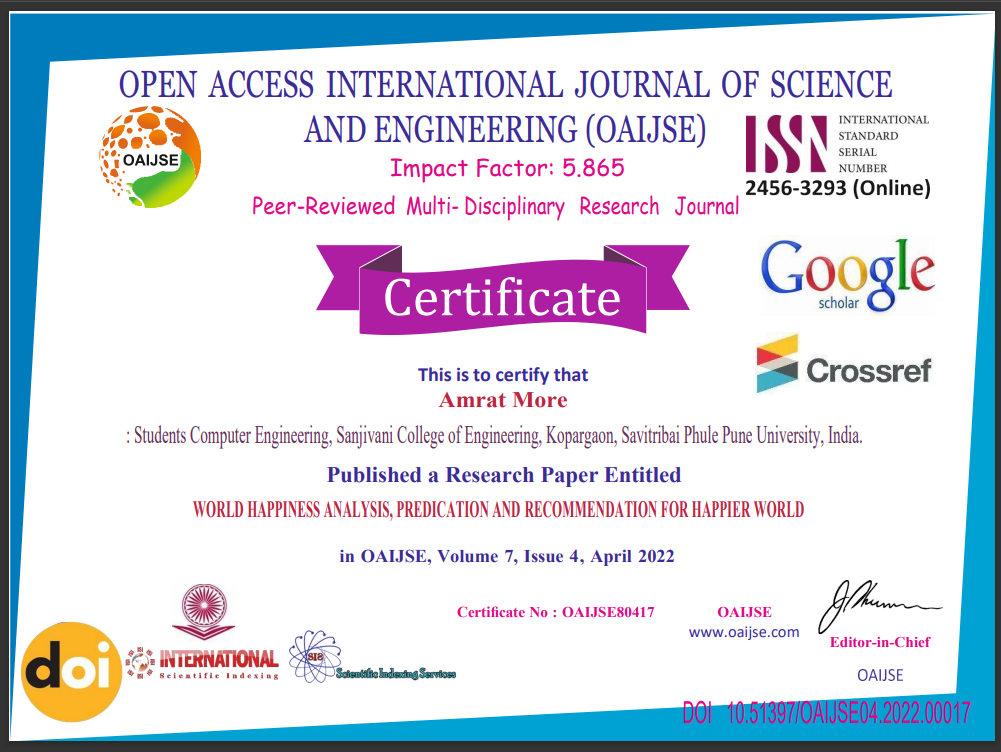 OPEN ACCESS INTERNATIONAL JOURNAL OF SCIENCE
AND ENGINEERING (OAIJSE)
OAIJSE
Impact Factor: 5.865
Peer-Reviewed Multi- Disciplinary Research Journal
ISSN
INTERNATIONAL
STANDARD
SERIAL
NUMBER
2456-3293 (Online)
Google
scholar
Certificate
Crossref
This is to certify that
Amrat More
: Students Computer Engineering, Sanjivani College of Engineering, Kopargaon, Savitribai Phule Pune University, India.
Published a Research Paper Entitled
WORLD HAPPINESS ANALYSIS, PREDICATION AND RECOMMENDATION FOR HAPPIER WORLD
in OAIJSE, Volume 7, Issue 4, April 2022
Certificate No : OAIJSE80417
OAIJSE
www.oaijse.com
Editor-in-Chief
OAIJSE
doi
INTERNATIONAL
Scientific Indexing
SIS
Scientific Indexing Services
DOI 10.51397/OAIJSE04.2022.00017